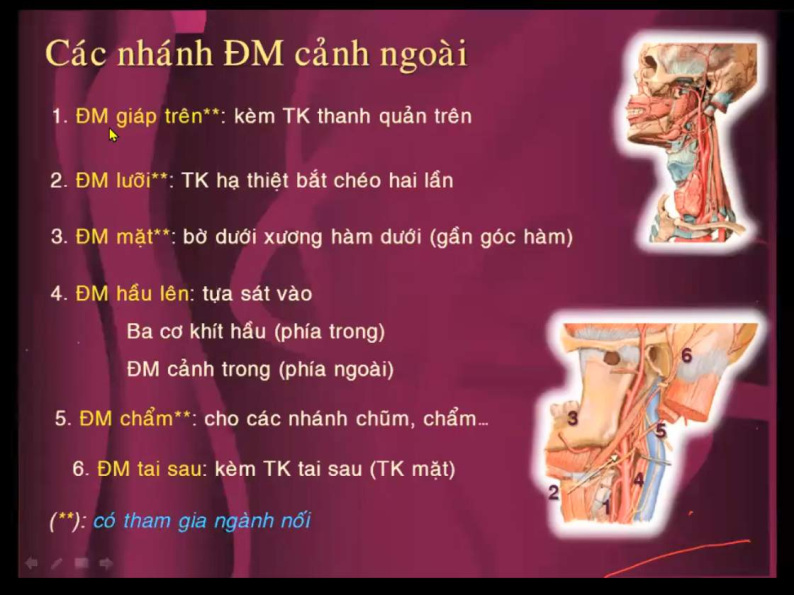 Các nhánh ĐM cảnh ngoài
1. ĐM giáp trên**: kèm TK thanh quản trên
2. ĐM lưỡi**: TK hạ thiệt bắt chéo hai lần
3. ĐM mặt**: bờ dưới xương hàm dưới (gần góc hàm)
4. ĐM hầu lên: tựa sát vào
Ba cơ khít hầu (phía trong)
ĐM cảnh trong (phía ngoài)
5. ĐM chẩm**: cho các nhánh chũm, chẩm…
6. ĐM tai sau: kèm TK tai sau (TK mặt)
(**): có tham gia ngành nối
6
3
5
4
2
1